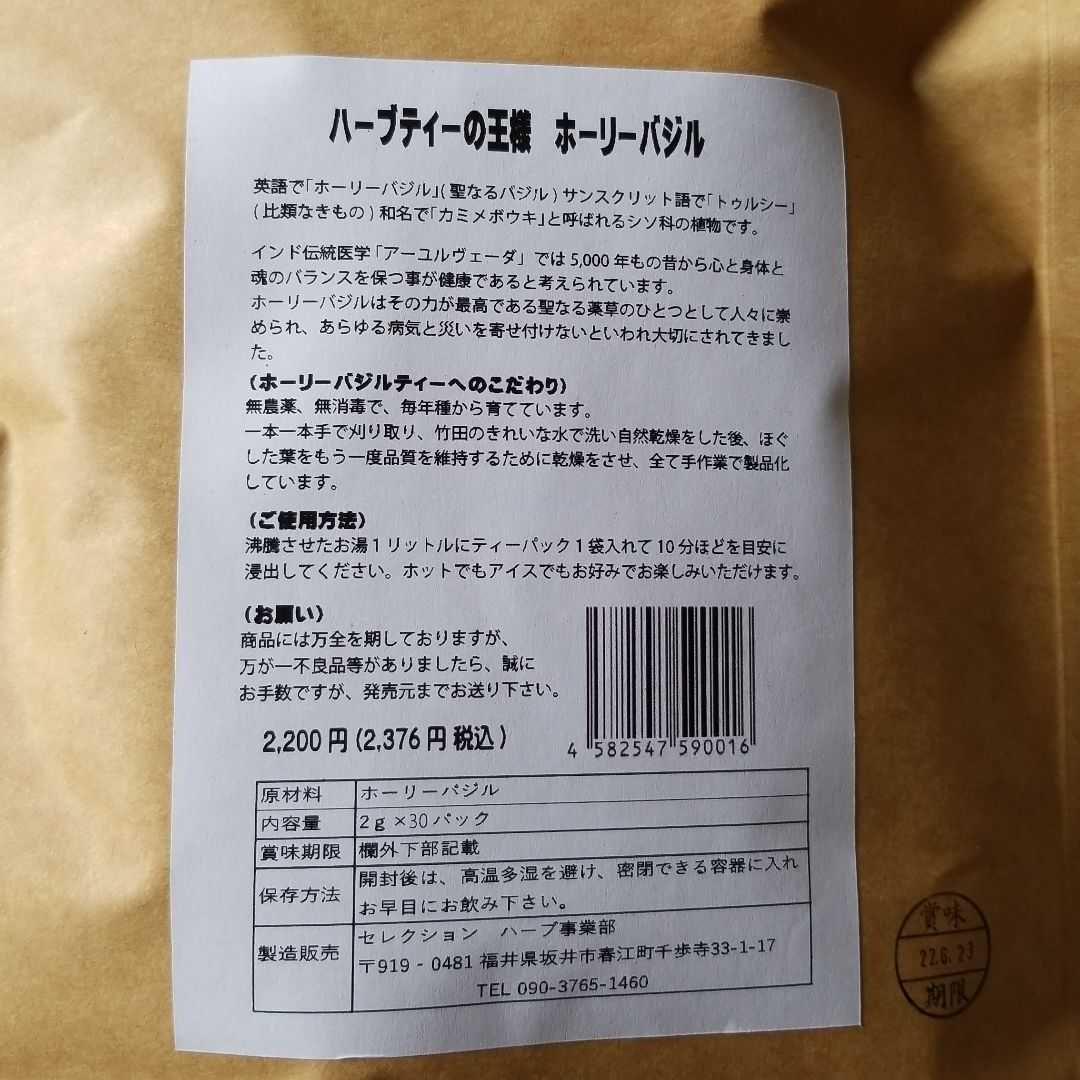 ハーブティーの王様　ホーリーバジル
英語で「ホーリーバジル」(聖なるバジル)サンスクリット語で「トゥルシー」
(比類なきもの)和名で「カミメボウキ」と呼ばれるシソ科の植物です。
インド伝統医学「アーユルヴェーダ」では5,000年もの昔から心と身体と
魂のバランスを保つ事が健康であると考えられています。
ホーリーバジルはその力が最高である聖なる薬草のひとつとして人々に崇
められ、あらゆる病気と災いを寄せ付けないといわれ大切にされてきまし
た。
(ホーリーバジルティーへのこだわり)
無農薬、無消毒で、毎年種から育てています。
一本一本手で刈り取り、竹田のきれいな水で洗い自然乾燥をした後、ほぐ
した葉をもう一度品質を維持するために乾燥をさせ、全て手作業で製品化
しています。
(ご使用方法)
沸騰させたお湯1リットルにティーパック1袋入れて10分ほどを目安に
浸出してください。ホットでもアイスでもお好みでお楽しみいただけます。
(お願い)
商品には万全を期しておりますが、
万が一不良品等がありましたら、誠に
お手数ですが、発売元までお送り下さい。
2,200円(2,376円税込)
4 582547 590016
原材料 ホーリーバジル
内容量 2g×30パック
賞味期限 欄外下部記載
保存方法 開封後は、高温多湿を避け、密閉できる容器に入れ
お早目にお飲み下さい。
製造販売 セレクション　ハーブ事業部
〒919-0481福井県坂井市春江町千歩寺33-1-17
TEL 090-3765-1460
賞味
22.6.23
期限